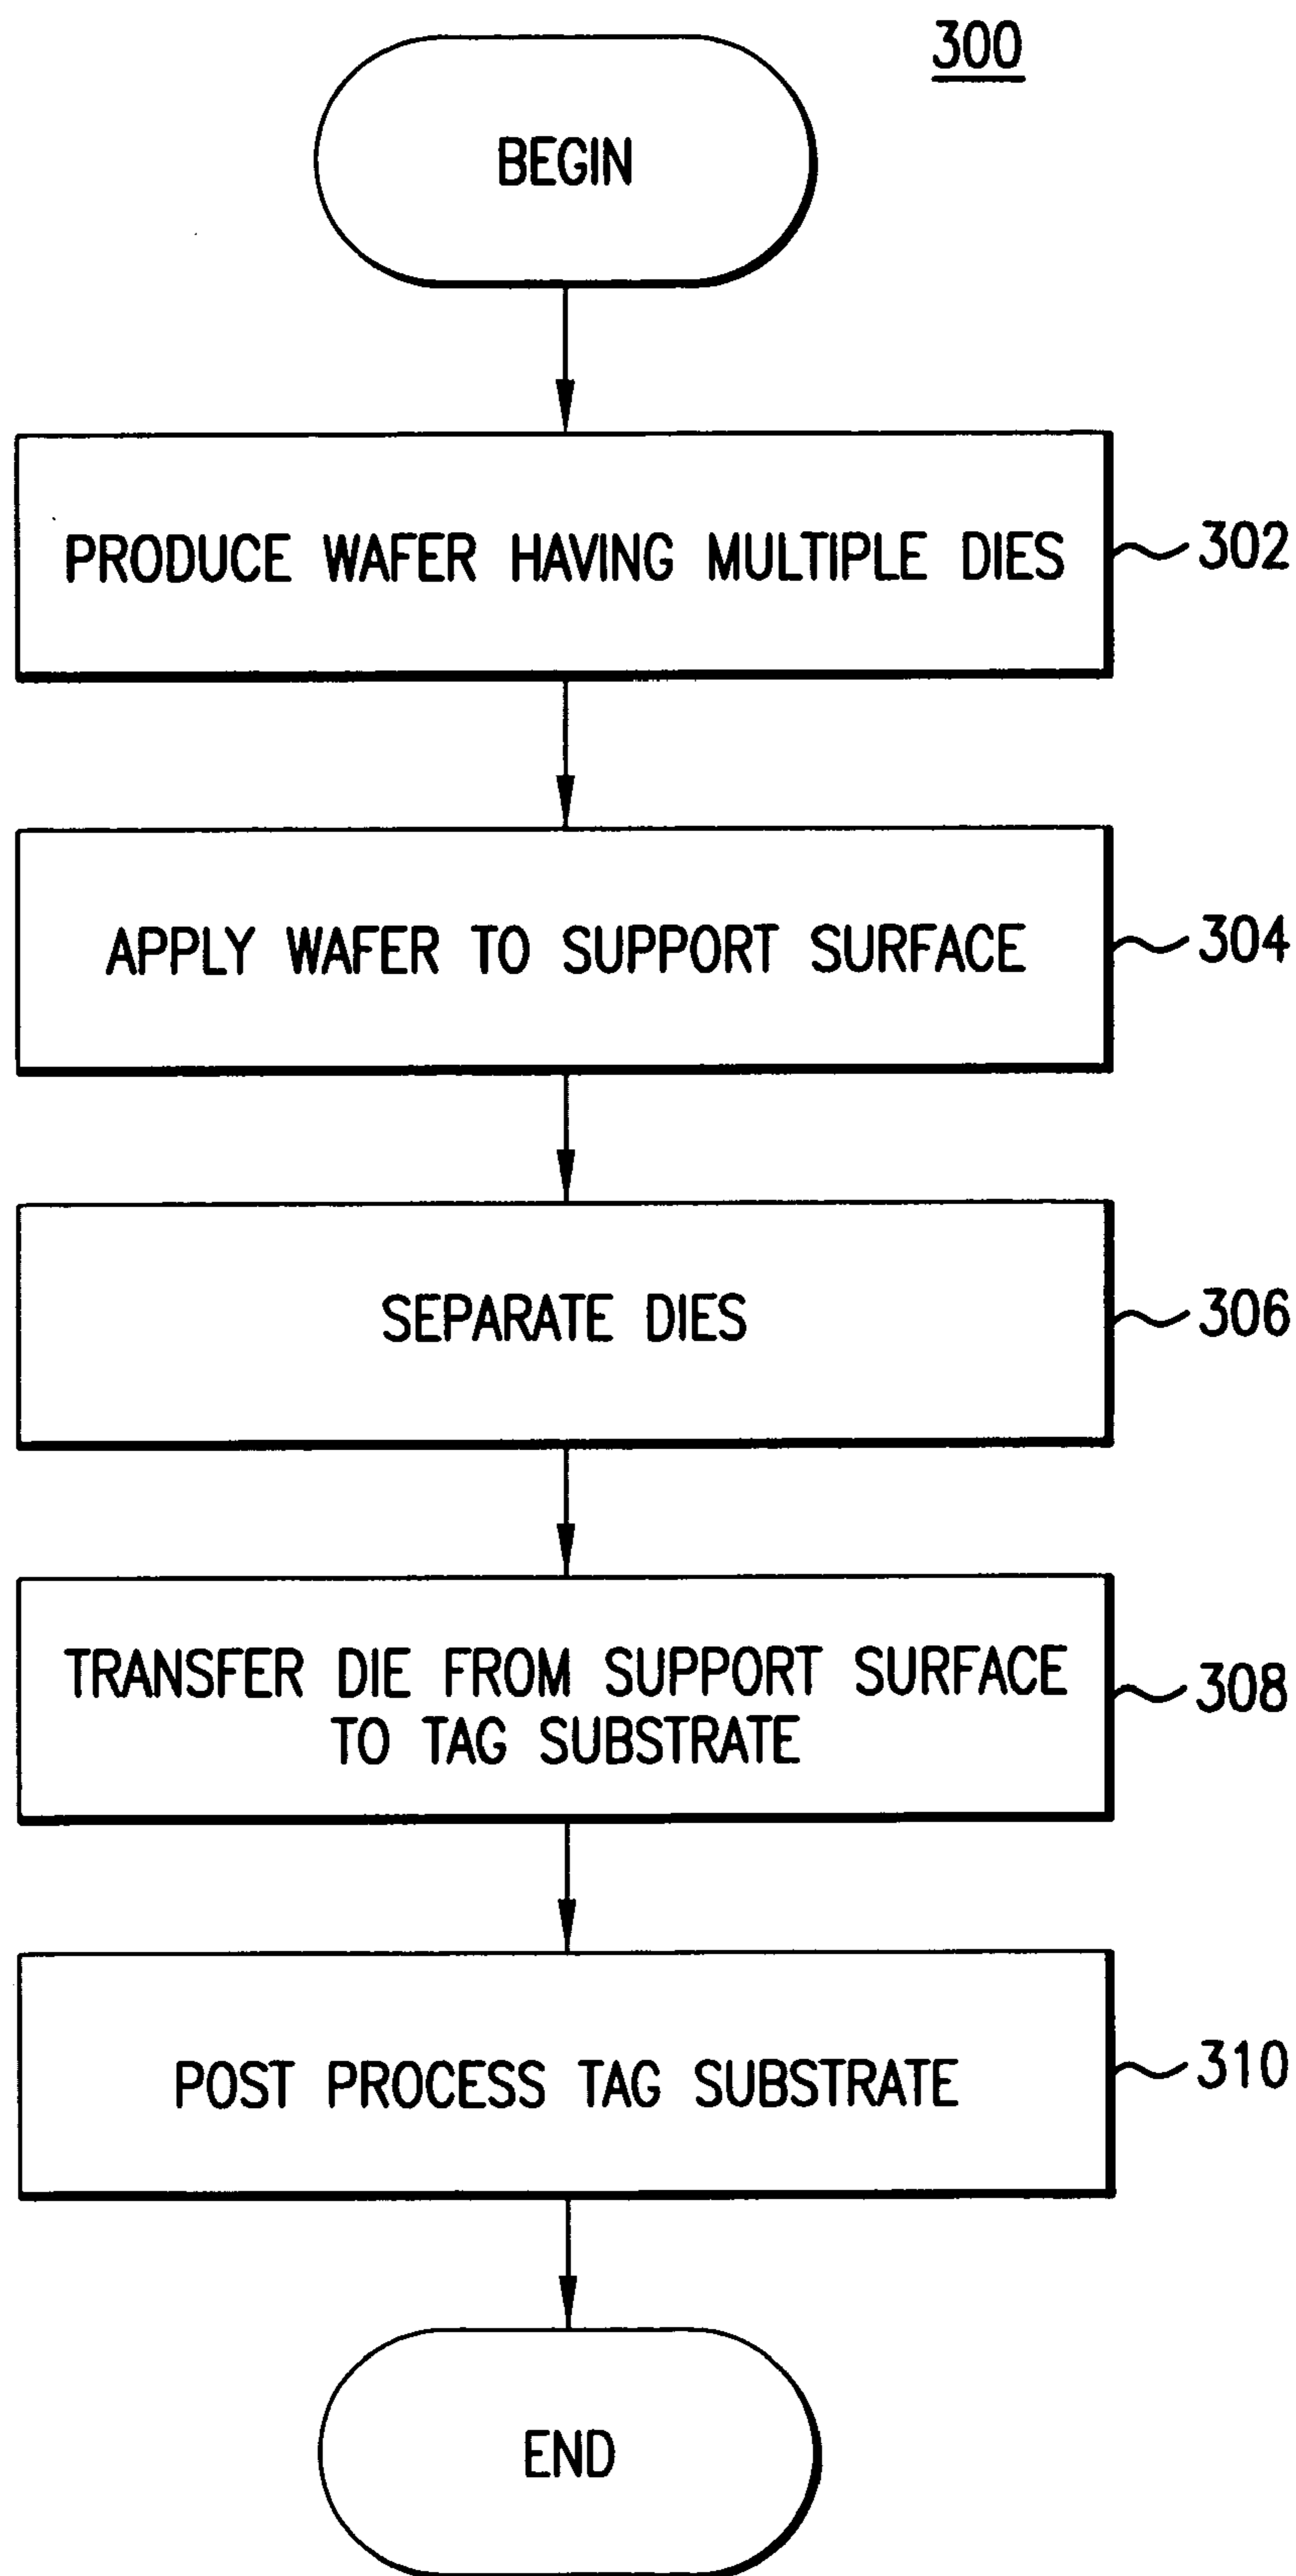 300
BEGIN
PRODUCE WAFER HAVING MULTIPLE DIES
302
APPLY WAFER TO SUPPORT SURFACE
304
SEPARATE DIES
306
TRANSFER DIE FROM SUPPORT SURFACE
TO TAG SUBSTRATE
308
POST PROCESS TAG SUBSTRATE
310
END